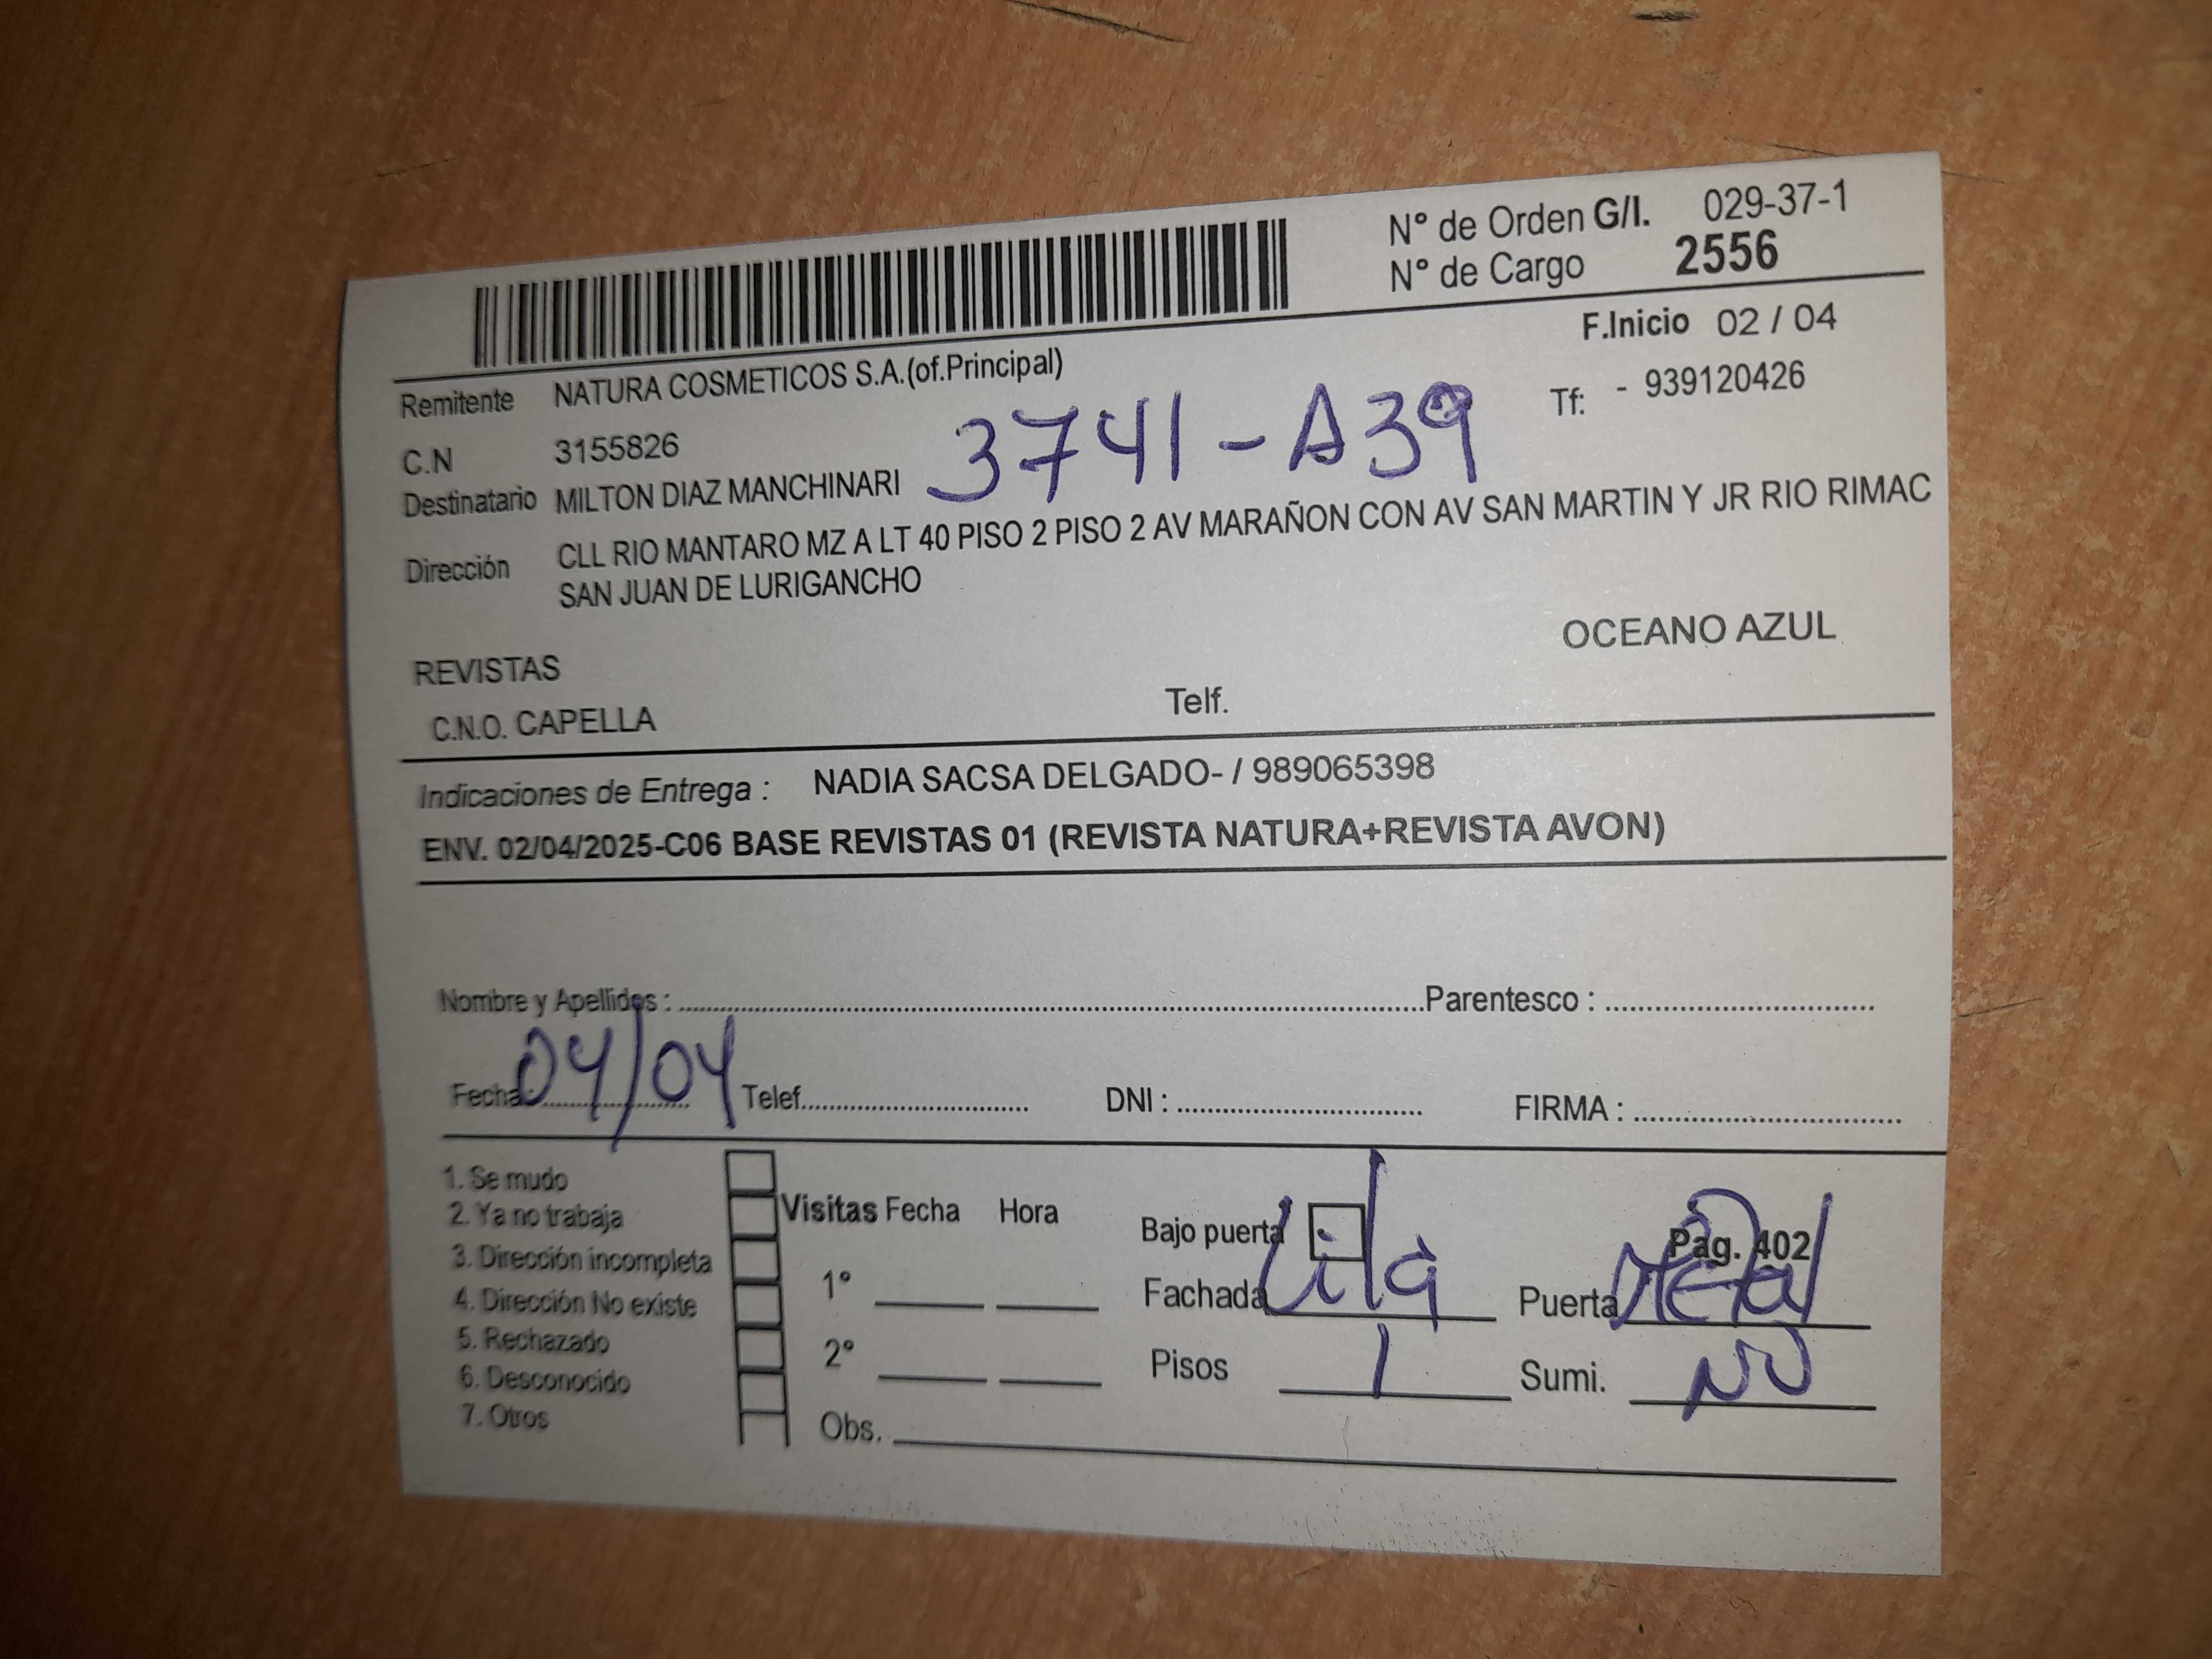 N° de Orden G/I. 029-37-1
N° de Cargo 2556
F.Inicio 02 / 04
Remitente NATURA COSMETICOS S.A.(of.Principal)
Tf: - 939120426
C.N 3155826
3741-A39
Destinatario MILTON DIAZ MANCHINARI
Dirección CLL RIO MANTARO MZ A LT 40 PISO 2 PISO 2 AV MARAÑON CON AV SAN MARTIN Y JR RIO RIMAC
SAN JUAN DE LURIGANCHO
OCEANO AZUL
REVISTAS
C.N.O. CAPELLA Telf.
Indicaciones de Entrega : NADIA SACSA DELGADO- / 989065398
ENV. 02/04/2025-C06 BASE REVISTAS 01 (REVISTA NATURA+REVISTA AVON)
Nombre y Apellidos : Parentesco :
Fecha: 04/04 Telef. DNI : FIRMA :
1. Se mudo
2. Ya no trabaja
3. Dirección incompleta
4. Dirección No existe
5. Rechazado
6. Desconocido
7. Otros
Visitas Fecha Hora
1°
2°
Obs.
Bajo puerta Pag. 402
Fachada lila Puerta Metal
Pisos 1 Sumi. NO